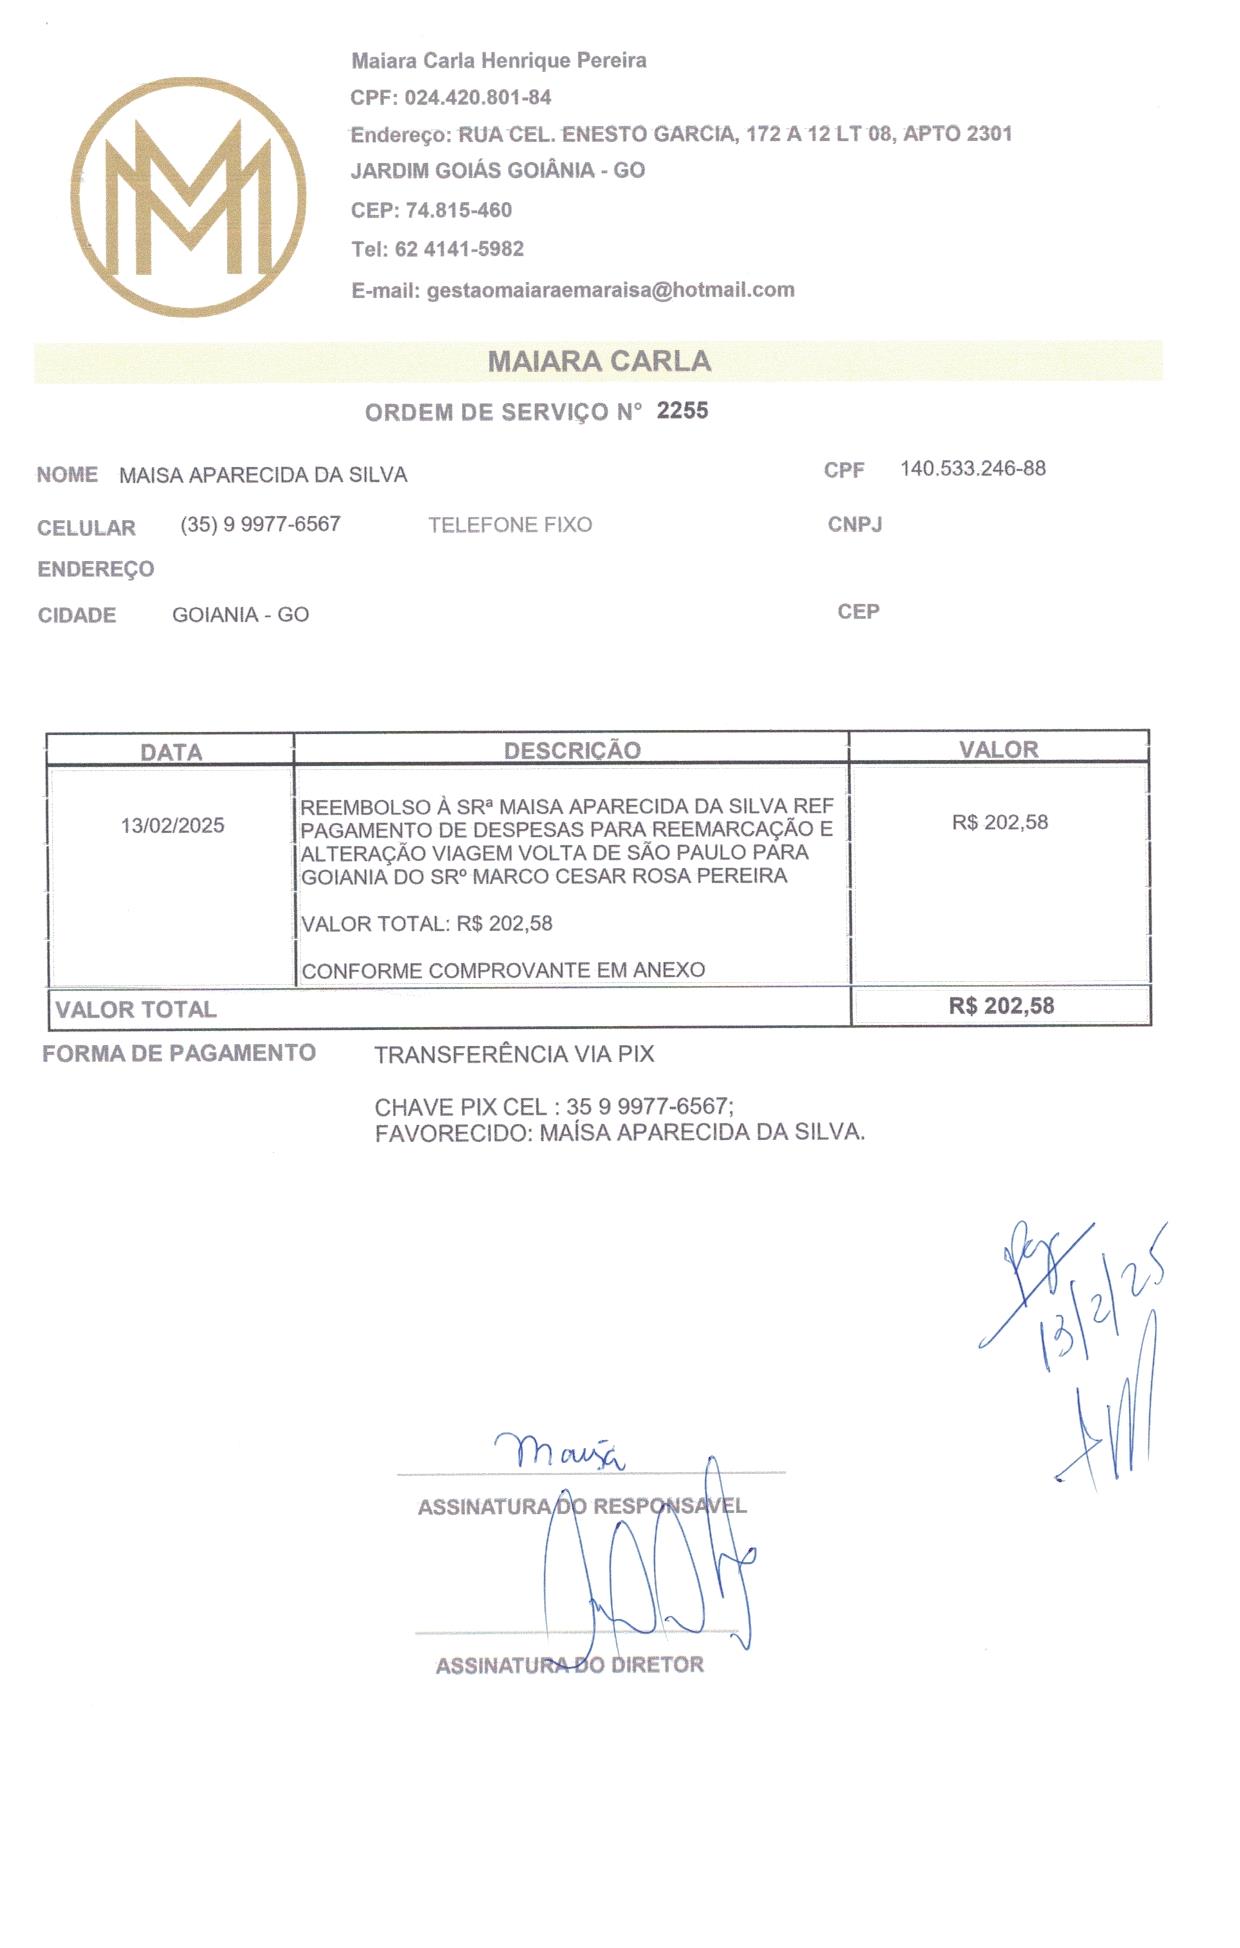 Maiara Carla Henrique Pereira
CPF: 024.420.801-84
Endereço: RUA CEL. ENESTO GARCIA, 172 A 12 LT 08, APTO 2301
JARDIM GOIÁS GOIÂNIA - GO
CEP: 74.815-460
Tel: 62 4141-5982
E-mail: gestaomaiaraemaraisa@hotmail.com
MM
MAIARA CARLA
ORDEM DE SERVIÇO N° 2255
NOME MAISA APARECIDA DA SILVA CPF 140.533.246-88
CELULAR (35) 9 9977-6567 TELEFONE FIXO CNPJ
ENDEREÇO
CIDADE GOIANIA - GO CEP
DATA DESCRIÇÃO VALOR
13/02/2025 REEMBOLSO À SRª MAISA APARECIDA DA SILVA REF R$ 202,58
PAGAMENTO DE DESPESAS PARA REEMARCAÇÃO E
ALTERAÇÃO VIAGEM VOLTA DE SÃO PAULO PARA
GOIANIA DO SRº MARCO CESAR ROSA PEREIRA
VALOR TOTAL: R$ 202,58
CONFORME COMPROVANTE EM ANEXO
VALOR TOTAL R$ 202,58
FORMA DE PAGAMENTO TRANSFERÊNCIA VIA PIX
CHAVE PIX CEL : 35 9 9977-6567;
FAVORECIDO: MAÍSA APARECIDA DA SILVA.
Pg
13/2/25
Maisa
ASSINATURA DO RESPONSAVEL
ASSINATURA DO DIRETOR